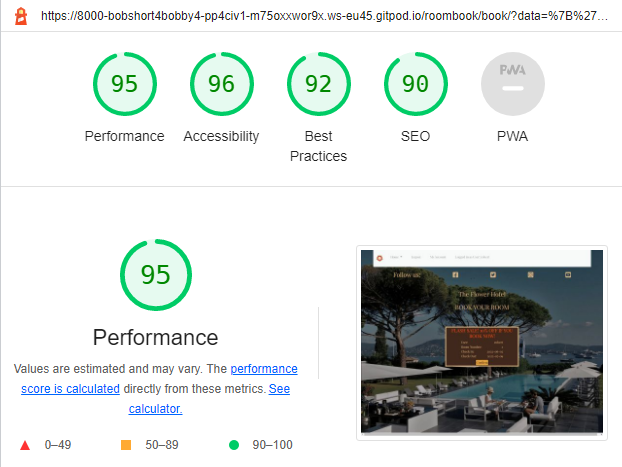 https://8000-bobshort4bobby4-pp4civ1-m75oxxwor9x.ws-eu45.gitpod.io/roombook/book/?data=%7B%27...
95
96
92
90
PWA
Performance
Accessibility
Best
Practices
SEO
PWA
95
Performance
Values are estimated and may vary. The performance
score is calculated directly from these metrics. See
calculator.
0–49
50–89
90–100
Follow us:
The Flower Hotel
BOOK YOUR ROOM